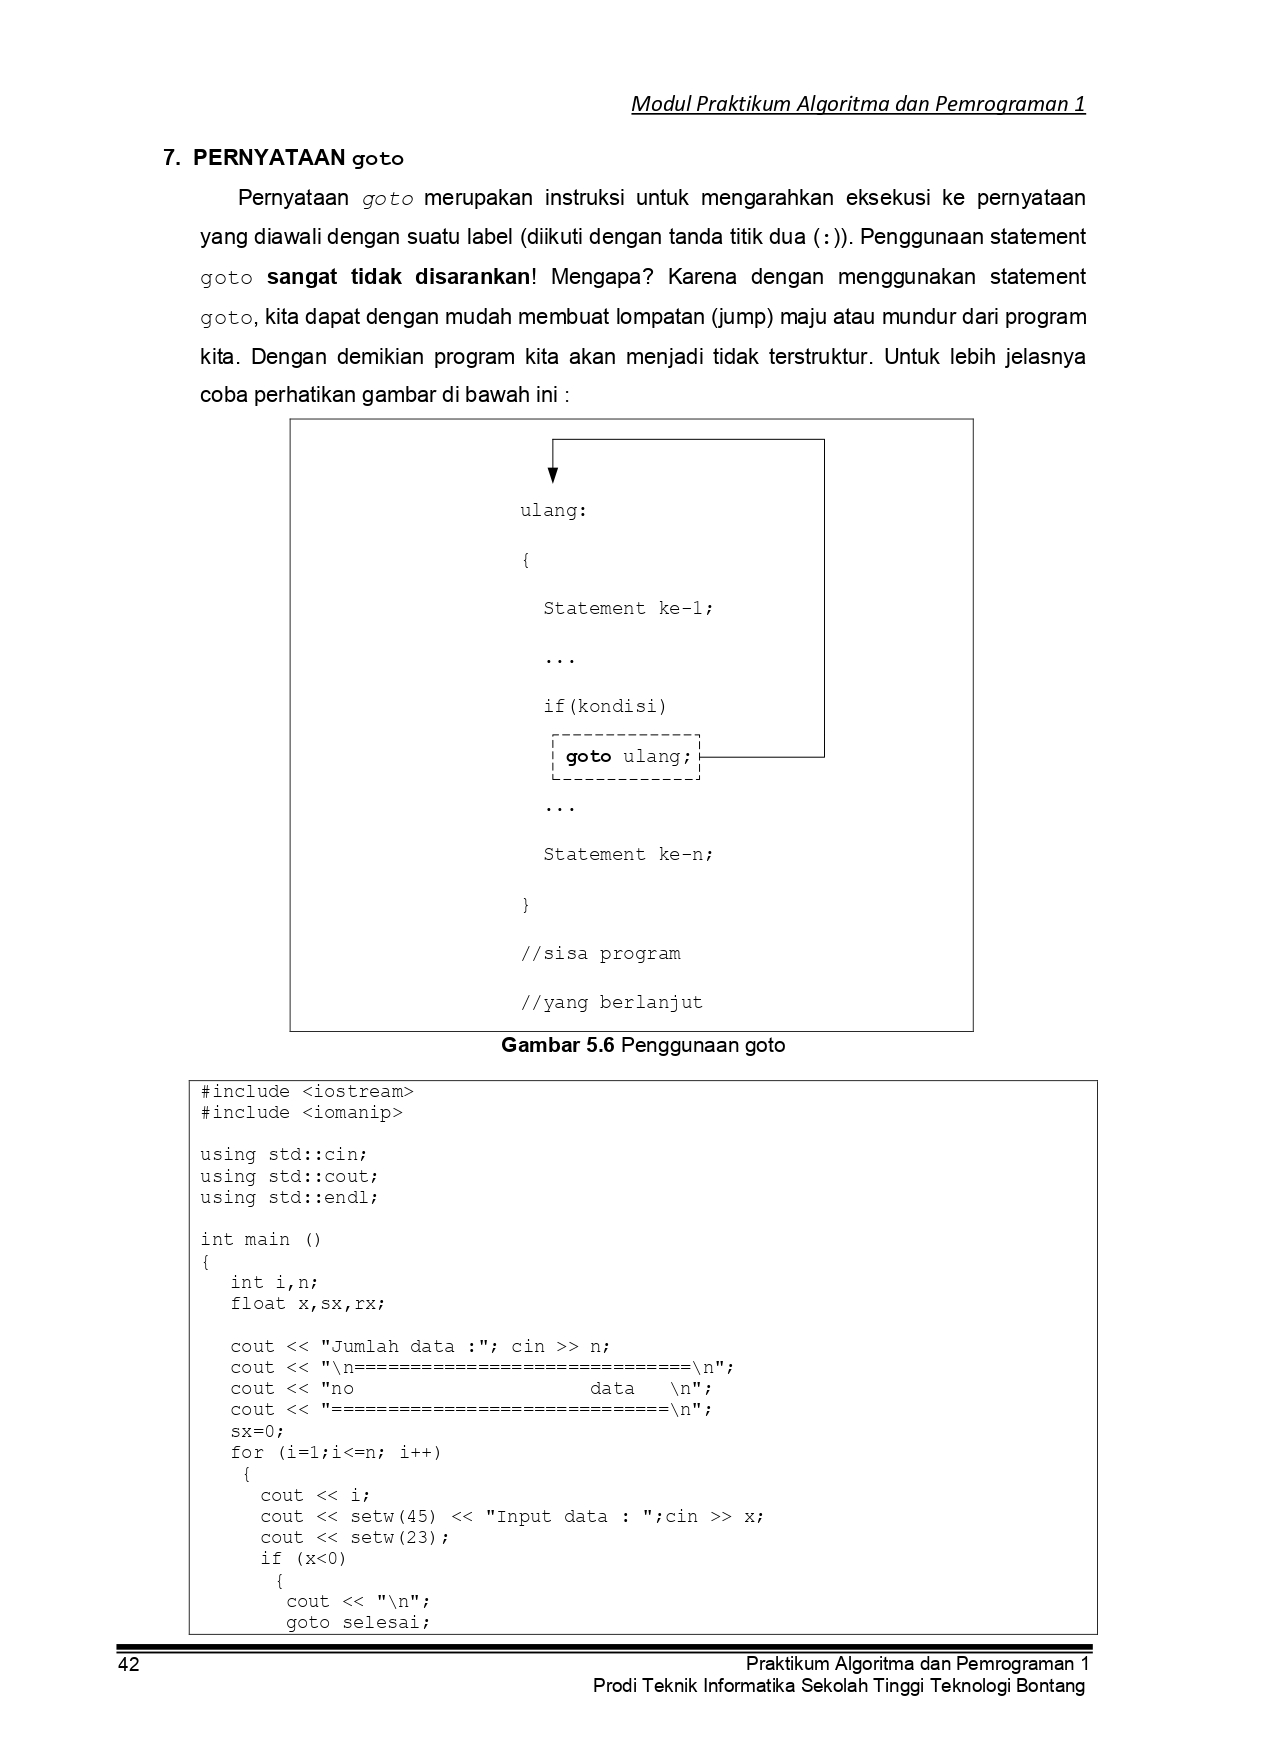 Modul Praktikum Algoritma dan Pemrograman 1
7. PERNYATAAN goto
Pernyataan goto merupakan instruksi untuk mengarahkan eksekusi ke pernyataan
yang diawali dengan suatu label (diikuti dengan tanda titik dua (:)). Penggunaan statement
goto sangat tidak disarankan! Mengapa? Karena dengan menggunakan statement
goto, kita dapat dengan mudah membuat lompatan (jump) maju atau mundur dari program
kita. Dengan demikian program kita akan menjadi tidak terstruktur. Untuk lebih jelasnya
coba perhatikan gambar di bawah ini :
ulang:
{
Statement ke-1;
...
if(kondisi)
goto ulang;
...
Statement ke-n;
}
//sisa program
//yang berlanjut
Gambar 5.6 Penggunaan goto
#include <iostream>
#include <iomanip>
using std::cin;
using std::cout;
using std::endl;
int main ()
{
int i,n;
float x,sx,rx;
cout << "Jumlah data :"; cin >> n;
cout << "\n==============================\n";
cout << "no                     data   \n";
cout << "==============================\n";
sx=0;
for (i=1;i<=n; i++)
{
cout << i;
cout << setw(45) << "Input data : ";cin >> x;
cout << setw(23);
if (x<0)
{
cout << "\n";
goto selesai;
42
Praktikum Algoritma dan Pemrograman 1
Prodi Teknik Informatika Sekolah Tinggi Teknologi Bontang